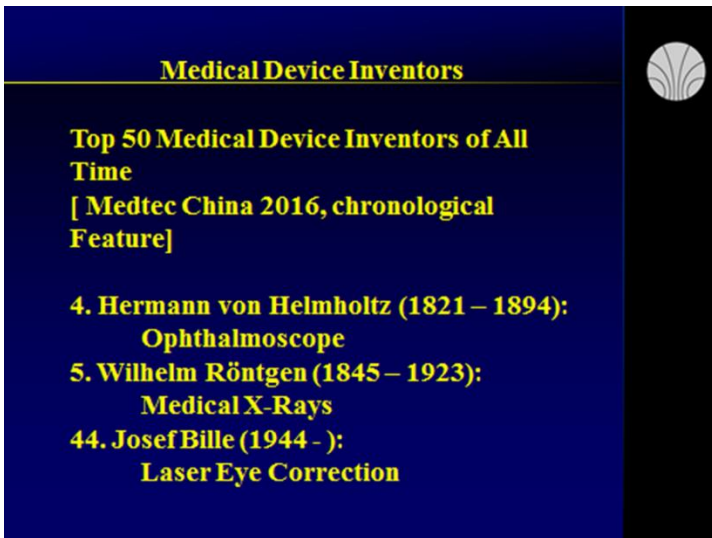 Medical Device Inventors
Top 50 Medical Device Inventors of All
Time
[ Medtec China 2016, chronological
Feature]
4. Hermann von Helmholtz (1821 – 1894):
Ophthalmoscope
5. Wilhelm Röntgen (1845 – 1923):
Medical X-Rays
44. Josef Bille (1944 - ):
Laser Eye Correction